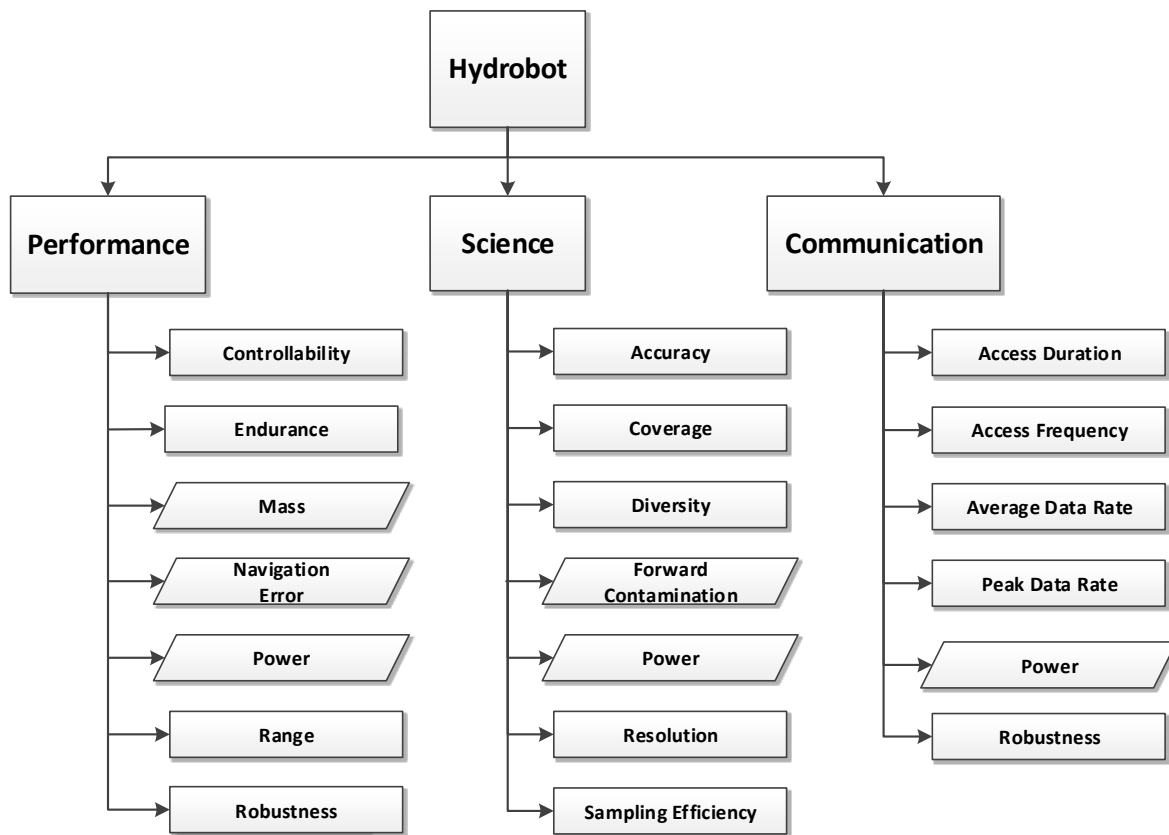 Hydrobot
Performance
Science
Communication
Controllability
Endurance
Mass
Navigation
Error
Power
Range
Robustness
Accuracy
Coverage
Diversity
Forward
Contamination
Power
Resolution
Sampling Efficiency
Access Duration
Access Frequency
Average Data Rate
Peak Data Rate
Power
Robustness